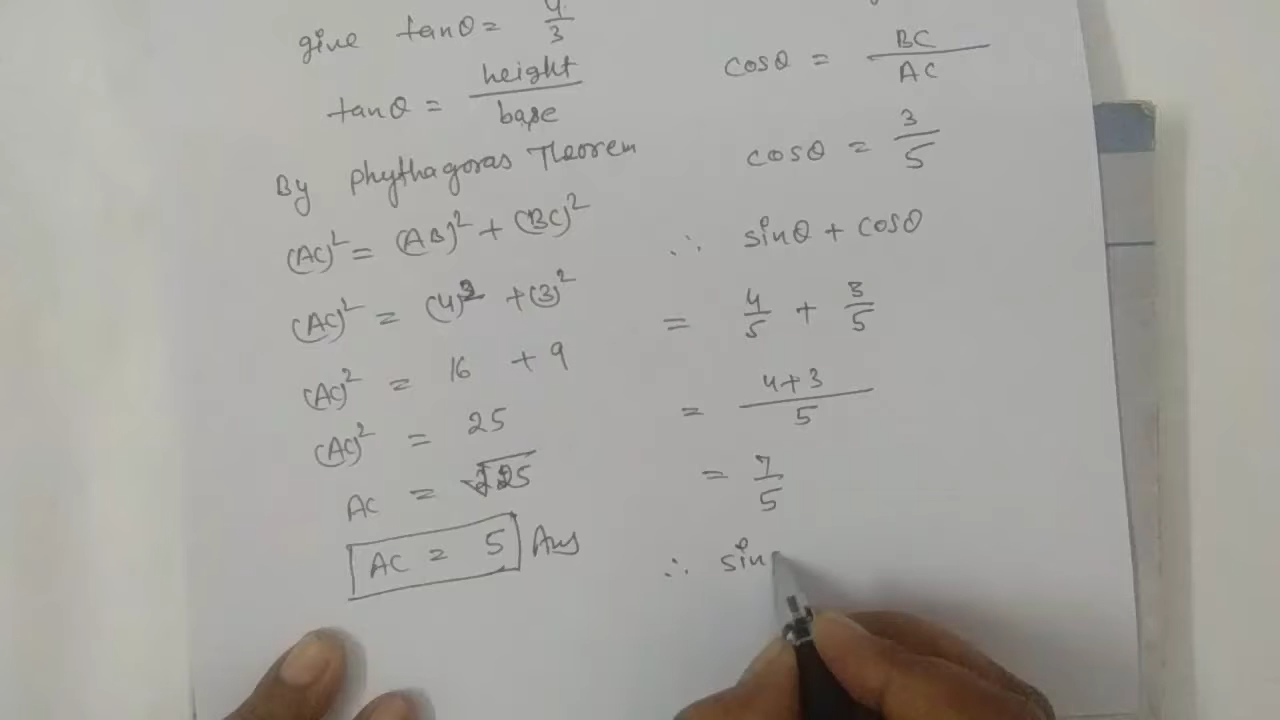 give tanθ = 4/3
tanθ = height/base
By phythagoras Theorem
(AC)² = (AB)² + (BC)²
(AC)² = (4)² + (3)²
(AC)² = 16 + 9
(AC)² = 25
AC = √25
AC = 5 Ans
cosθ = BC/AC
cosθ = 3/5
∴ sinθ + cosθ
= 4/5 + 3/5
= 4+3/5
= 7/5
∴ sin